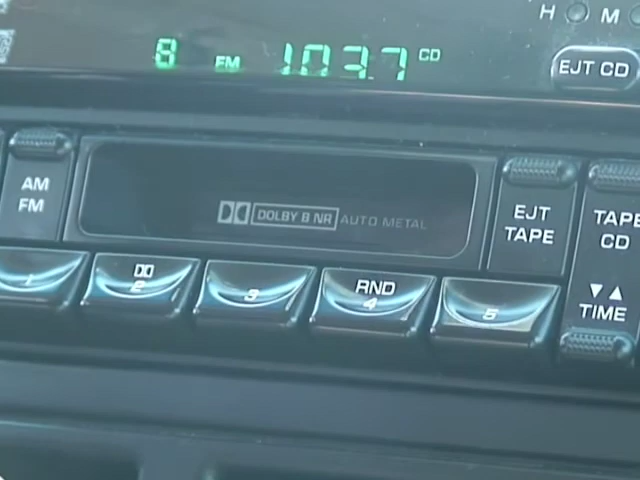 H M
8 FM 103.7 CD
EJT CD
AM
FM
DOLBY B NR AUTO METAL
EJT
TAPE
TAPE
CD
1
2
3
RND
4
5
TIME